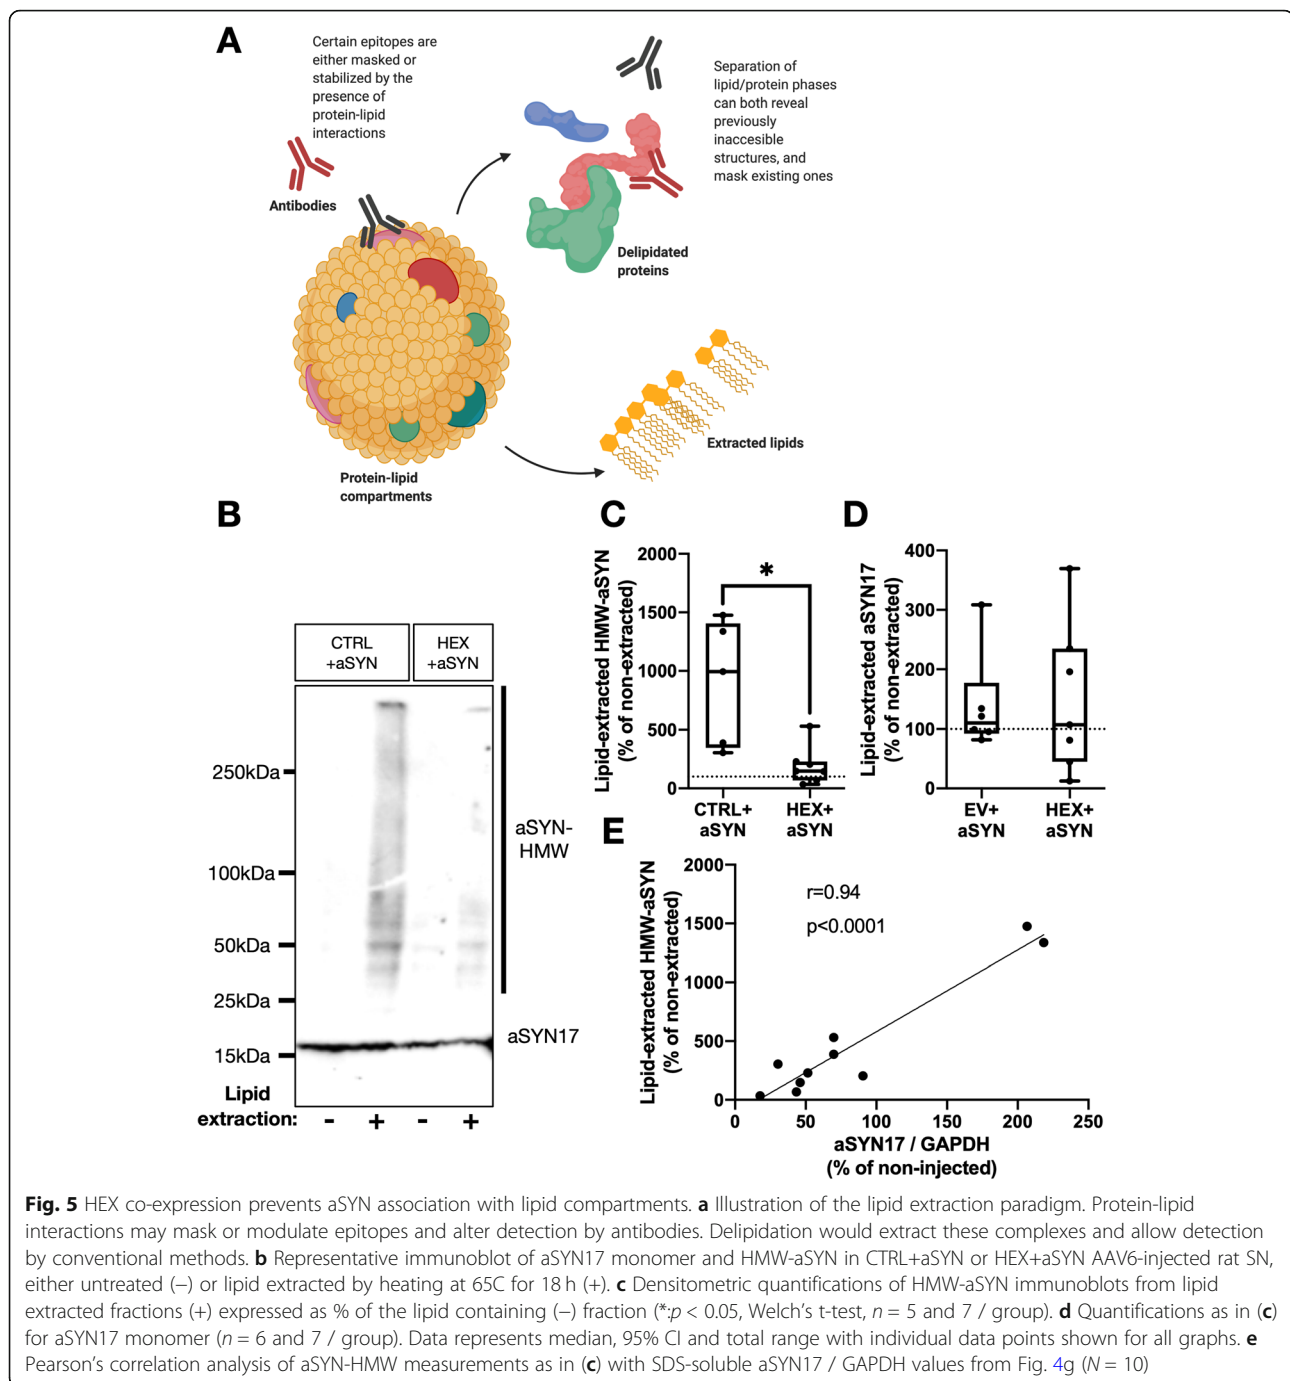 A
Certain epitopes are
either masked or
stabilized by the
presence of
protein-lipid
interactions
Antibodies
Separation of
lipid/protein phases
can both reveal
previously
inaccesible
structures, and
mask existing ones
Delipidated
proteins
Extracted lipids
Protein-lipid
compartments
B
CTRL
+aSYN
HEX
+aSYN
250kDa
100kDa
50kDa
25kDa
15kDa
aSYN-
HMW
aSYN17
Lipid
extraction: - + - +
C
Lipid-extracted HMW-aSYN
(% of non-extracted)
2000
1500
1000
500
0
*
CTRL+
aSYN
HEX+
aSYN
D
Lipid-extracted aSYN17
(% of non-extracted)
400
300
200
100
0
EV+
aSYN
HEX+
aSYN
E
Lipid-extracted HMW-aSYN
(% of non-extracted)
2000
1500
1000
500
0
r=0.94
p<0.0001
0 50 100 150 200 250
aSYN17 / GAPDH
(% of non-injected)
Fig. 5 HEX co-expression prevents aSYN association with lipid compartments. a Illustration of the lipid extraction paradigm. Protein-lipid
interactions may mask or modulate epitopes and alter detection by antibodies. Delipidation would extract these complexes and allow detection
by conventional methods. b Representative immunoblot of aSYN17 monomer and HMW-aSYN in CTRL+aSYN or HEX+aSYN AAV6-injected rat SN,
either untreated (−) or lipid extracted by heating at 65C for 18 h (+). c Densitometric quantifications of HMW-aSYN immunoblots from lipid
extracted fractions (+) expressed as % of the lipid containing (−) fraction (*:p < 0.05, Welch's t-test, n = 5 and 7 / group). d Quantifications as in (c)
for aSYN17 monomer (n = 6 and 7 / group). Data represents median, 95% CI and total range with individual data points shown for all graphs. e
Pearson's correlation analysis of aSYN-HMW measurements as in (c) with SDS-soluble aSYN17 / GAPDH values from Fig. 4g (N = 10)